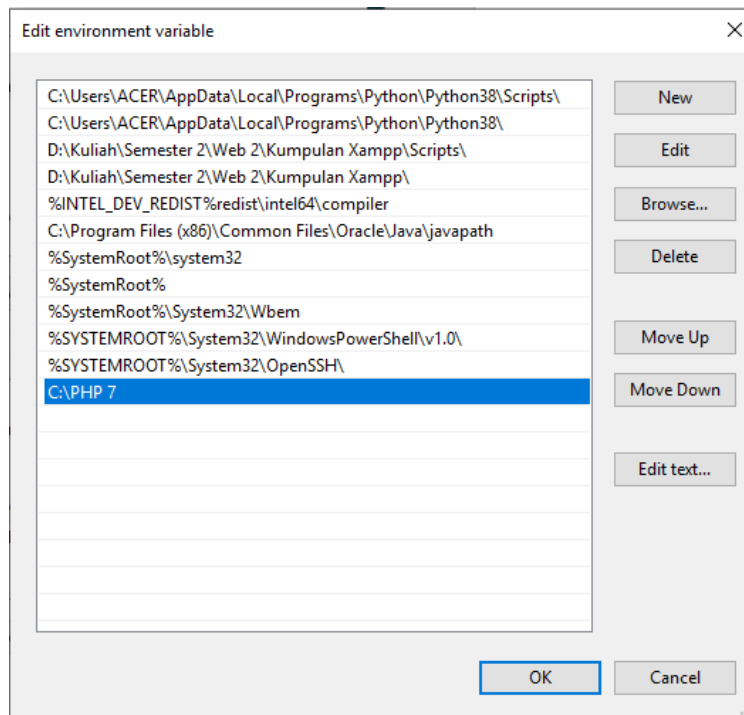 Edit environment variable
C:\Users\ACER\AppData\Local\Programs\Python\Python38\Scripts\
C:\Users\ACER\AppData\Local\Programs\Python\Python38\
D:\Kuliah\Semester 2\Web 2\Kumpulan Xampp\Scripts\
D:\Kuliah\Semester 2\Web 2\Kumpulan Xampp\
%INTEL_DEV_REDIST%redist\intel64\compiler
C:\Program Files (x86)\Common Files\Oracle\Java\javapath
%SystemRoot%\system32
%SystemRoot%
%SystemRoot%\System32\Wbem
%SYSTEMROOT%\System32\WindowsPowerShell\v1.0\
%SYSTEMROOT%\System32\OpenSSH\
C:\PHP 7
New
Edit
Browse...
Delete
Move Up
Move Down
Edit text...
OK
Cancel